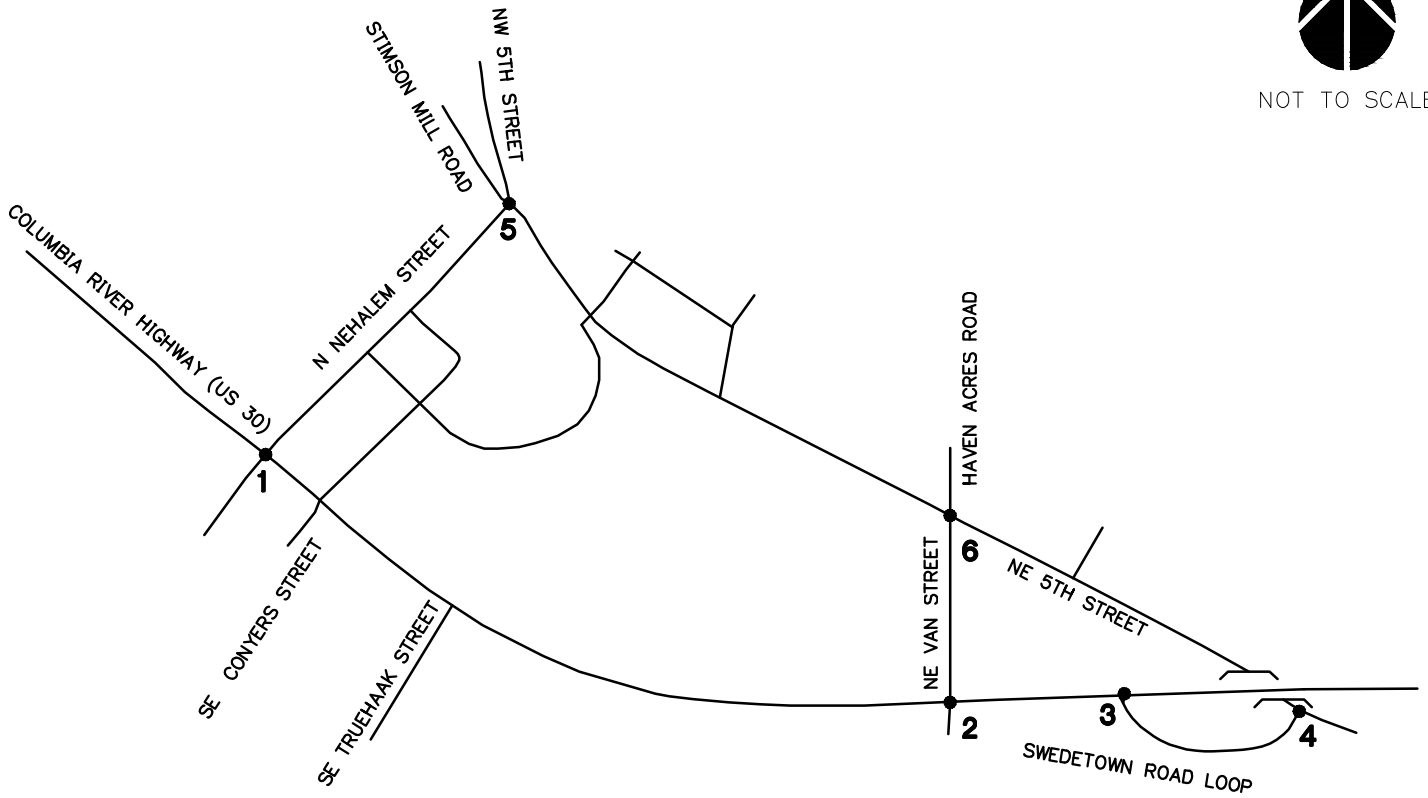 NW 5TH STREET
STIMSON MILL ROAD
NOT TO SCALE
COLUMBIA RIVER HIGHWAY (US 30)
5
N NEHALEM STREET
HAVEN ACRES ROAD
1
6
NE VAN STREET
NE 5TH STREET
SE CONYERS STREET
SE TRUEHAAK STREET
2
3
4
SWEDETOWN ROAD LOOP